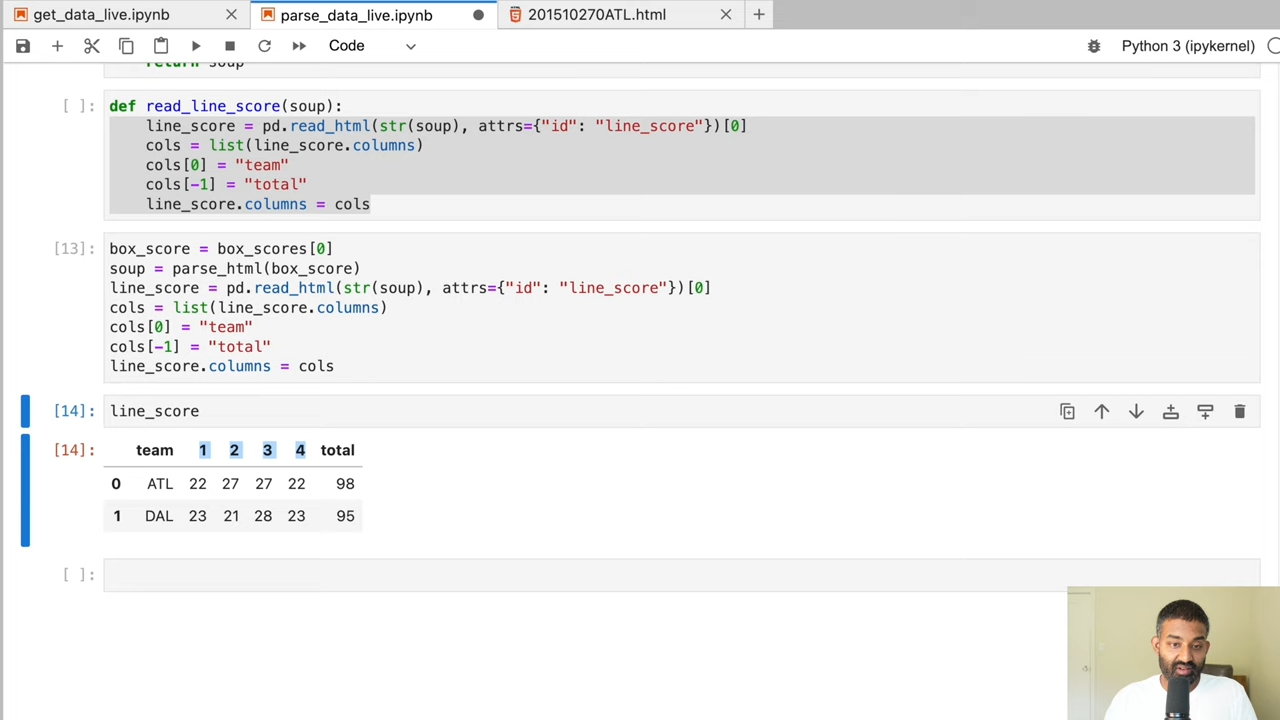 get_data_live.ipynb
parse_data_live.ipynb
201510270ATL.html
Code
Python 3 (ipykernel)
return soup
[ ]:
def read_line_score(soup):
    line_score = pd.read_html(str(soup), attrs={"id": "line_score"})[0]
    cols = list(line_score.columns)
    cols[0] = "team"
    cols[-1] = "total"
    line_score.columns = cols
[13]:
box_score = box_scores[0]
soup = parse_html(box_score)
line_score = pd.read_html(str(soup), attrs={"id": "line_score"})[0]
cols = list(line_score.columns)
cols[0] = "team"
cols[-1] = "total"
line_score.columns = cols
[14]: line_score
[14]: team 1 2 3 4 total
0 ATL 22 27 27 22 98
1 DAL 23 21 28 23 95
[ ]: